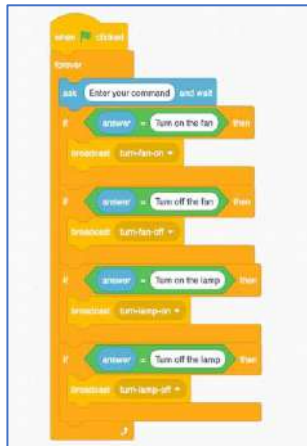 when clicked
forever
ask Enter your command and wait
if answer = Turn on the fan then
broadcast turn-fan-on
if answer = Turn off the fan then
broadcast turn-fan-off
if answer = Turn on the lamp then
broadcast turn-lamp-on
if answer = Turn off the lamp then
broadcast turn-lamp-off